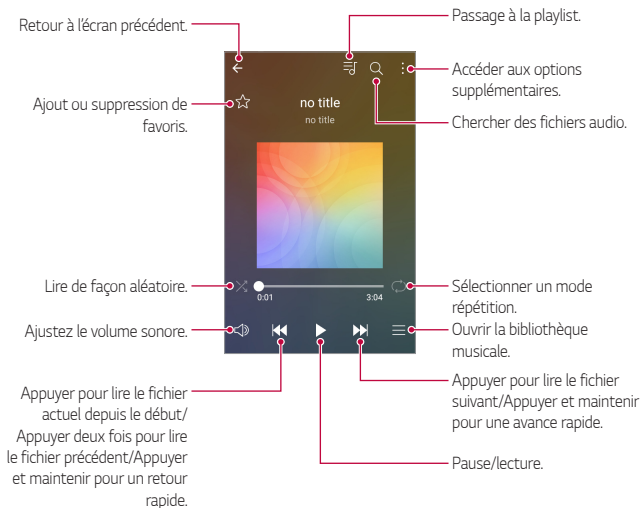 Retour à l'écran précédent.
Passage à la playlist.
Accéder aux options
supplémentaires.
Ajout ou suppression de
favoris.
Chercher des fichiers audio.
no title
no title
Lire de façon aléatoire.
0:01
3:04
Sélectionner un mode
répétition.
Ajustez le volume sonore.
Ouvrir la bibliothèque
musicale.
Appuyer pour lire le fichier
actuel depuis le début/
Appuyer deux fois pour lire
le fichier précédent/Appuyer
et maintenir pour un retour
rapide.
Appuyer pour lire le fichier
suivant/Appuyer et maintenir
pour une avance rapide.
Pause/lecture.